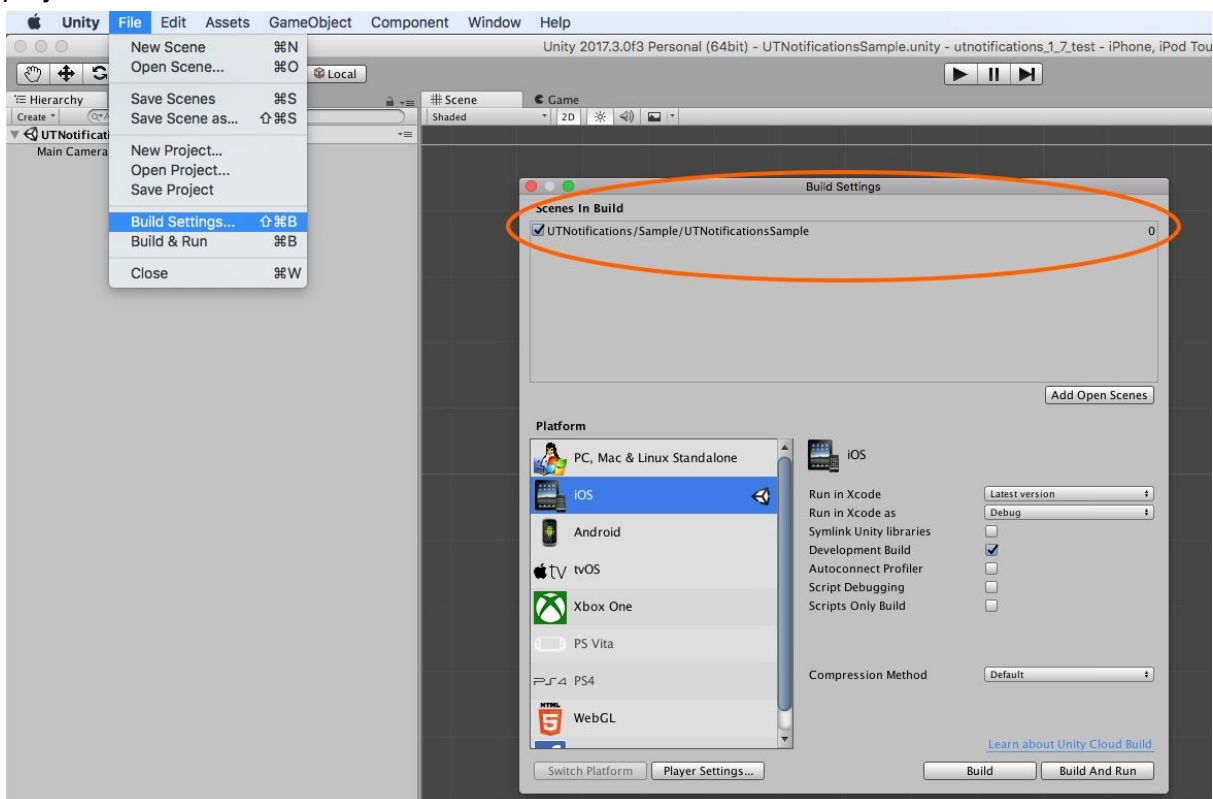 Unity File Edit Assets GameObject Component Window Help
Unity 2017.3.0f3 Personal (64bit) - UTNotificationsSample.unity - utnotifications_1_7_test - iPhone, iPod Tou
New Scene ⌘N
Open Scene... ⌘O
Save Scenes ⌘S
Save Scene as... ⇧⌘S
New Project...
Open Project...
Save Project
Build Settings... ⇧⌘B
Build & Run ⌘B
Close ⌘W
Local
Hierarchy
Create
UTNotificati
Main Camera
Scene Game
Shaded 2D
Build Settings
Scenes In Build
UTNotifications/Sample/UTNotificationsSample 0
Add Open Scenes
Platform
PC, Mac & Linux Standalone
iOS
Android
tv tvOS
Xbox One
PS Vita
PS4 PS4
HTML
5 WebGL
iOS
Run in Xcode Latest version
Run in Xcode as Debug
Symlink Unity libraries
Development Build
Autoconnect Profiler
Script Debugging
Scripts Only Build
Compression Method Default
Learn about Unity Cloud Build
Switch Platform Player Settings... Build Build And Run